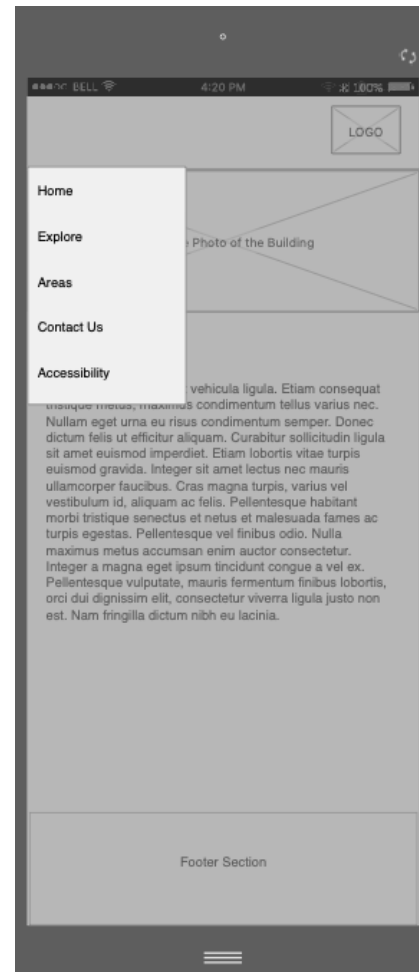 BELL 4:20 PM 100%
LOGO
Home
Explore
Areas
Contact Us
Accessibility
Photo of the Building
vehicula ligula. Etiam consequat
tristique metus, maximus condimentum tellus varius nec.
Nullam eget urna eu risus condimentum semper. Donec
dictum felis ut efficitur aliquam. Curabitur sollicitudin ligula
sit amet euismod imperdiet. Etiam lobortis vitae turpis
euismod gravida. Integer sit amet lectus nec mauris
ullamcorper faucibus. Cras magna turpis, varius vel
vestibulum id, aliquam ac felis. Pellentesque habitant
morbi tristique senectus et netus et malesuada fames ac
turpis egestas. Pellentesque vel finibus odio. Nulla
maximus metus accumsan enim auctor consectetur.
Integer a magna eget ipsum tincidunt congue a vel ex.
Pellentesque vulputate, mauris fermentum finibus lobortis,
orci dui dignissim elit, consectetur viverra ligula justo non
est. Nam fringilla dictum nibh eu lacinia.
Footer Section